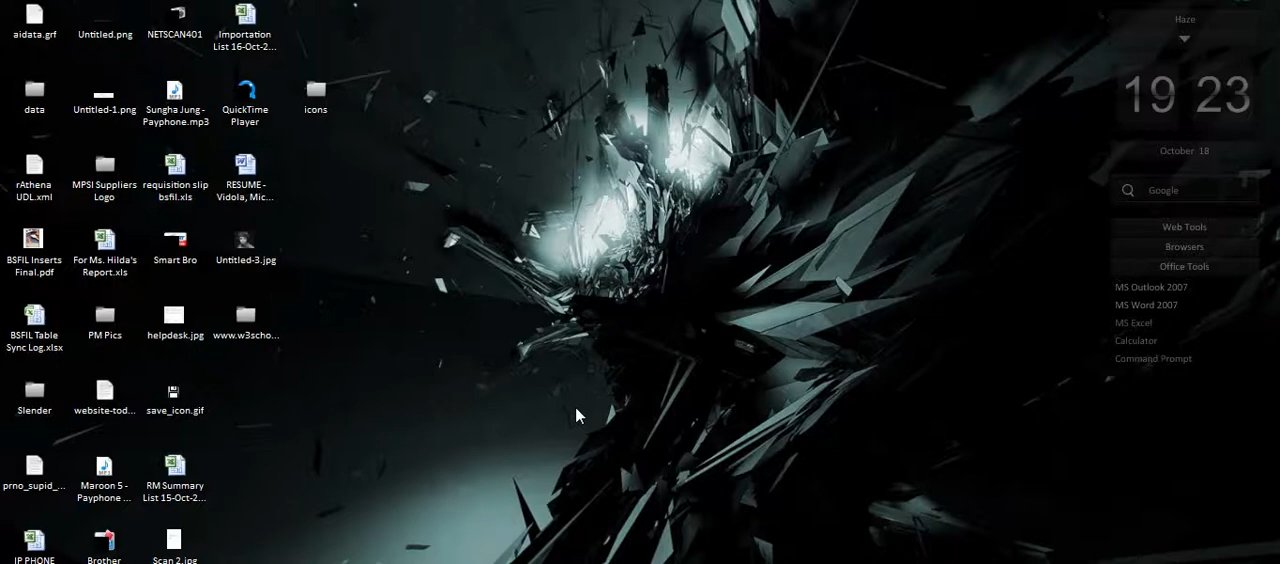 aidata.grf
Untitled.png
NETSCAN401
Importation
List 16-Oct-2...
data
Untitled-1.png
Sungha Jung -
Payphone.mp3
QuickTime
Player
icons
rAthena
UDL.xml
MPSI Suppliers
Logo
requisition slip
bsfil.xls
RESUME -
Vidola, Mic...
BSFIL Inserts
Final.pdf
For Ms. Hilda's
Report.xls
Smart Bro
Untitled-3.jpg
BSFIL Table
Sync Log.xlsx
PM Pics
helpdesk.jpg
www.w3scho...
Slender
website-tod...
save_icon.gif
prno_supid_...
Maroon 5 -
Payphone ...
RM Summary
List 15-Oct-2...
IP PHONE
Brother
Scan 2.jpg
Haze
19 23
October 18
Google
Web Tools
Browsers
Office Tools
MS Outlook 2007
MS Word 2007
MS Excel
Calculator
Command Prompt